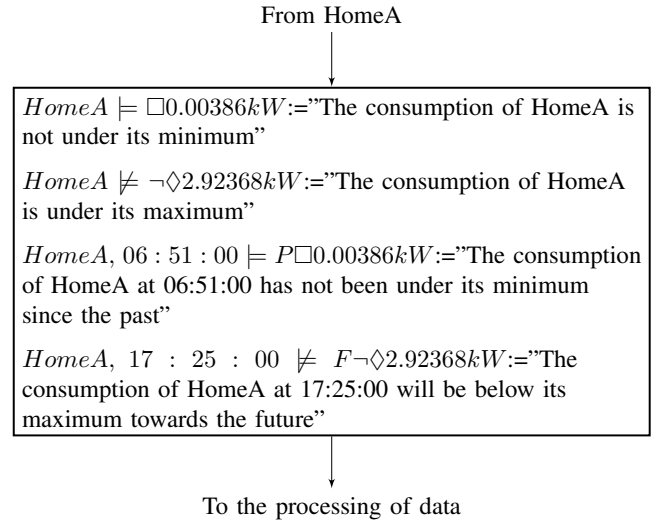 From HomeA
HomeA ⊨ □0.00386kW:=”The consumption of HomeA is
not under its minimum”
HomeA ⊭ ¬◊2.92368kW:=”The consumption of HomeA
is under its maximum”
HomeA, 06 : 51 : 00 ⊨ P□0.00386kW:=”The consumption
of HomeA at 06:51:00 has not been under its minimum
since the past”
HomeA, 17 : 25 : 00 ⊭ F¬◊2.92368kW:=”The
consumption of HomeA at 17:25:00 will be below its
maximum towards the future”
To the processing of data